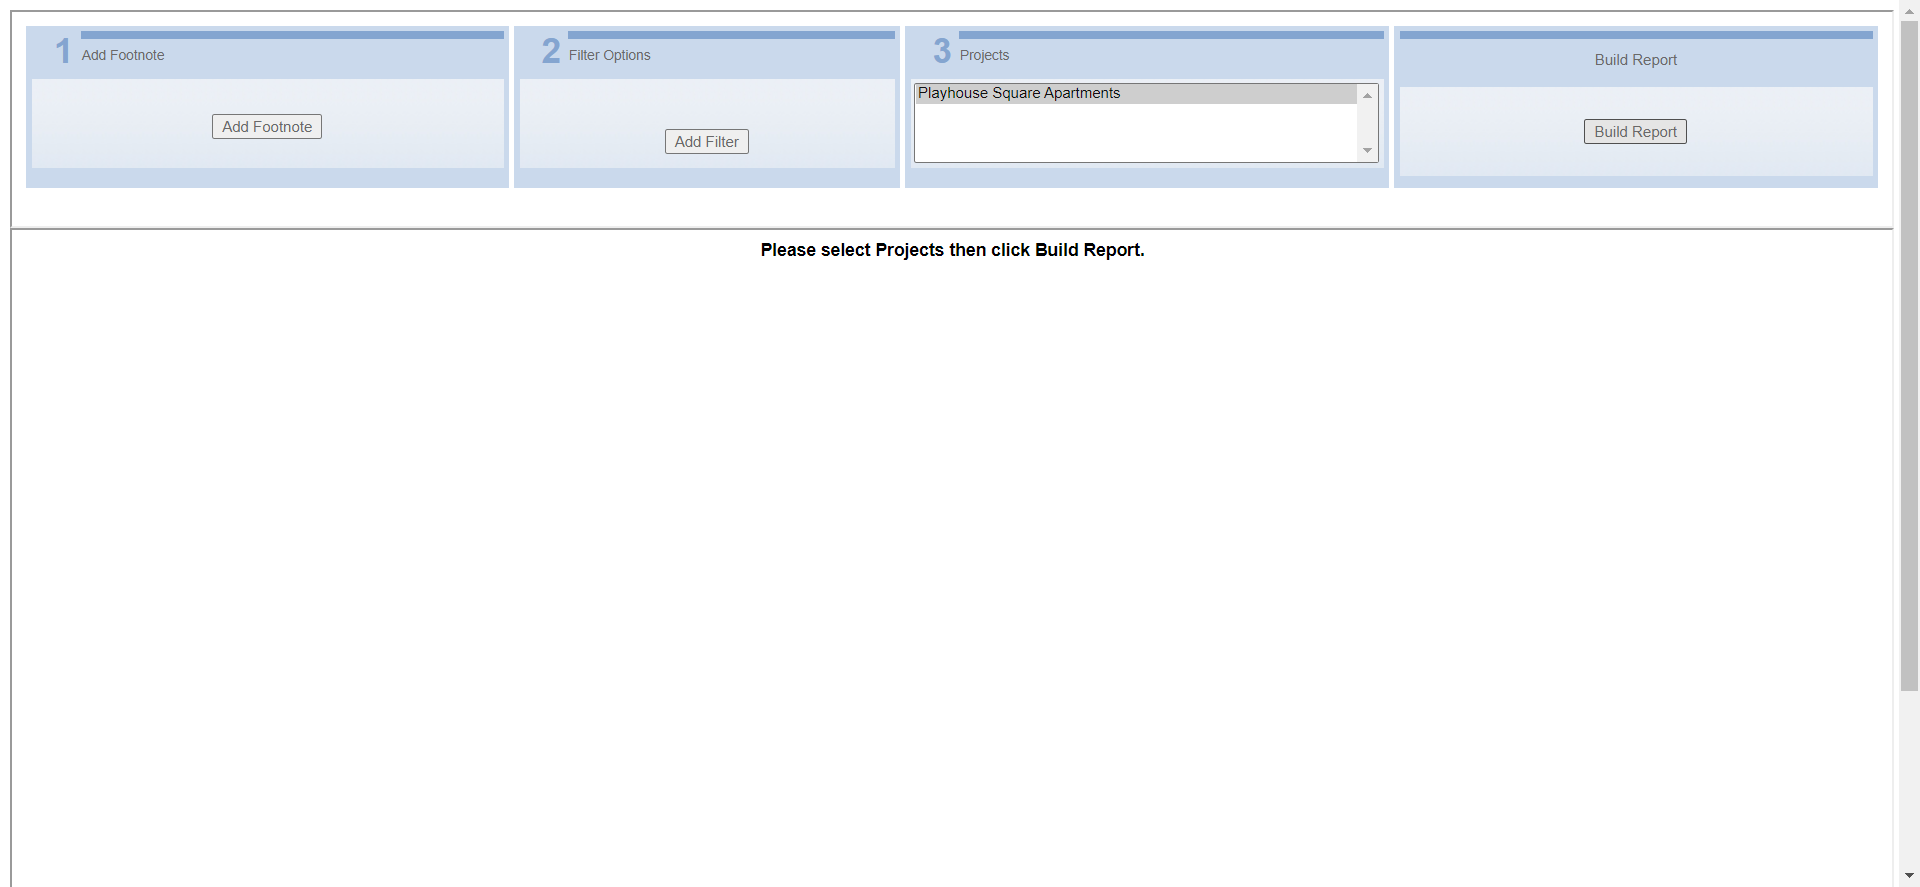 1 Add Footnote
Add Footnote
2 Filter Options
Add Filter
3 Projects
Playhouse Square Apartments
Build Report
Build Report
Please select Projects then click Build Report.